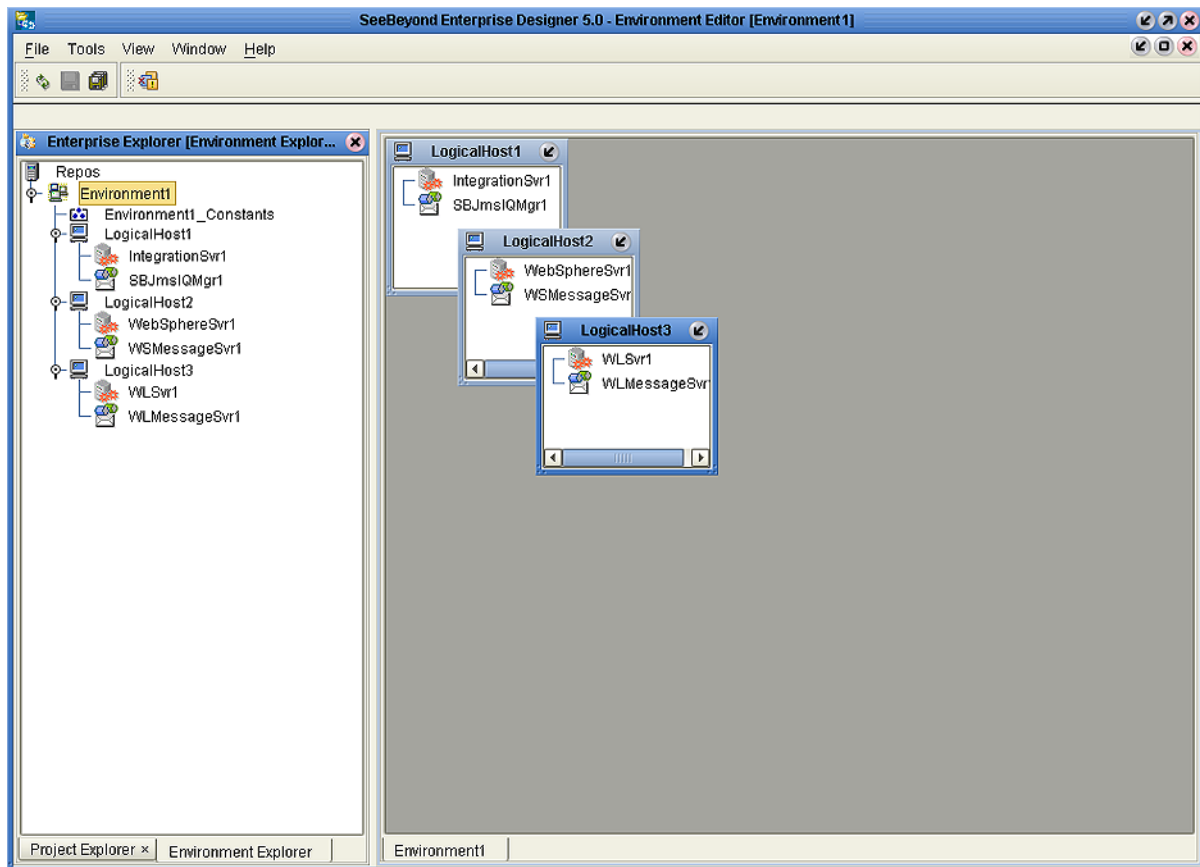 SeeBeyond Enterprise Designer 5.0 - Environment Editor [Environment1]
File Tools View Window Help
Enterprise Explorer [Environment Explor...
Repos
Environment1
Environment1_Constants
LogicalHost1
IntegrationSvr1
SBJmsIQMgr1
LogicalHost2
WebSphereSvr1
WSMessageSvr1
LogicalHost3
WLSvr1
WLMessageSvr1
Project Explorer ×
Environment Explorer
LogicalHost1
IntegrationSvr1
SBJmsIQMgr1
LogicalHost2
WebSphereSvr1
WSMessageSvr
LogicalHost3
WLSvr1
WLMessageSvr
Environment1